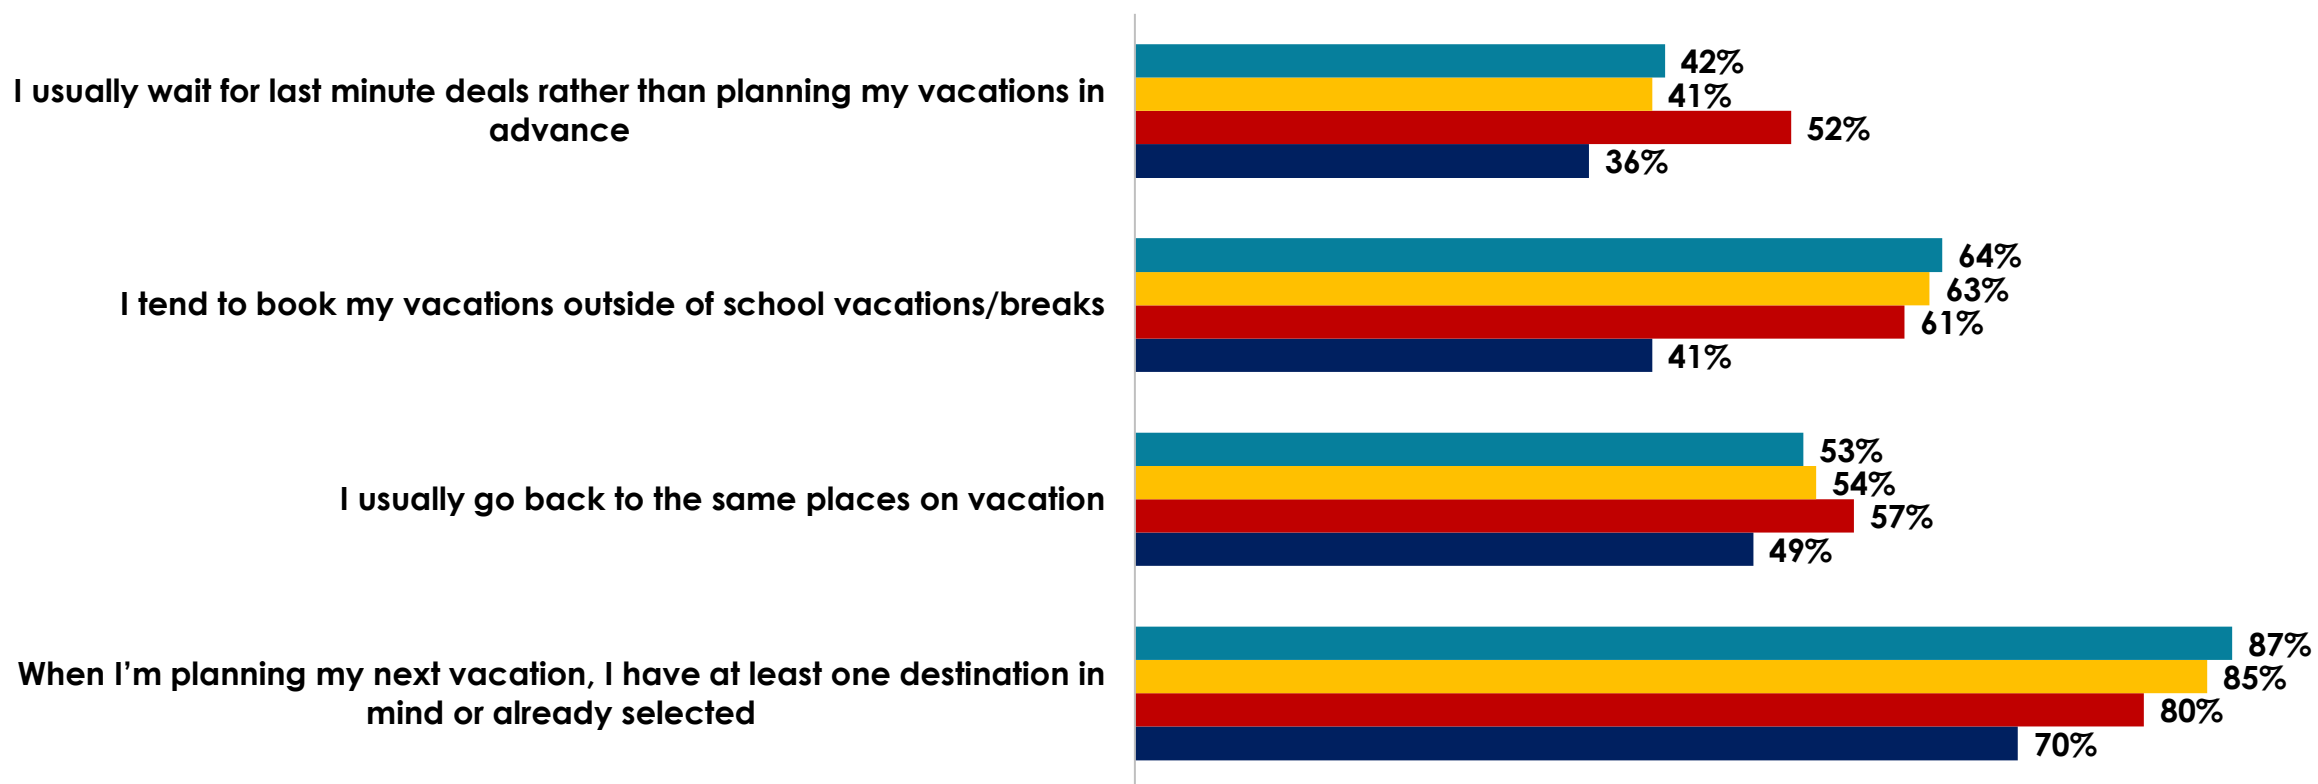 I usually wait for last minute deals rather than planning my vacations in
advance
42%
41%
52%
36%
I tend to book my vacations outside of school vacations/breaks
64%
63%
61%
41%
I usually go back to the same places on vacation
53%
54%
57%
49%
When I’m planning my next vacation, I have at least one destination in
mind or already selected
87%
85%
80%
70%